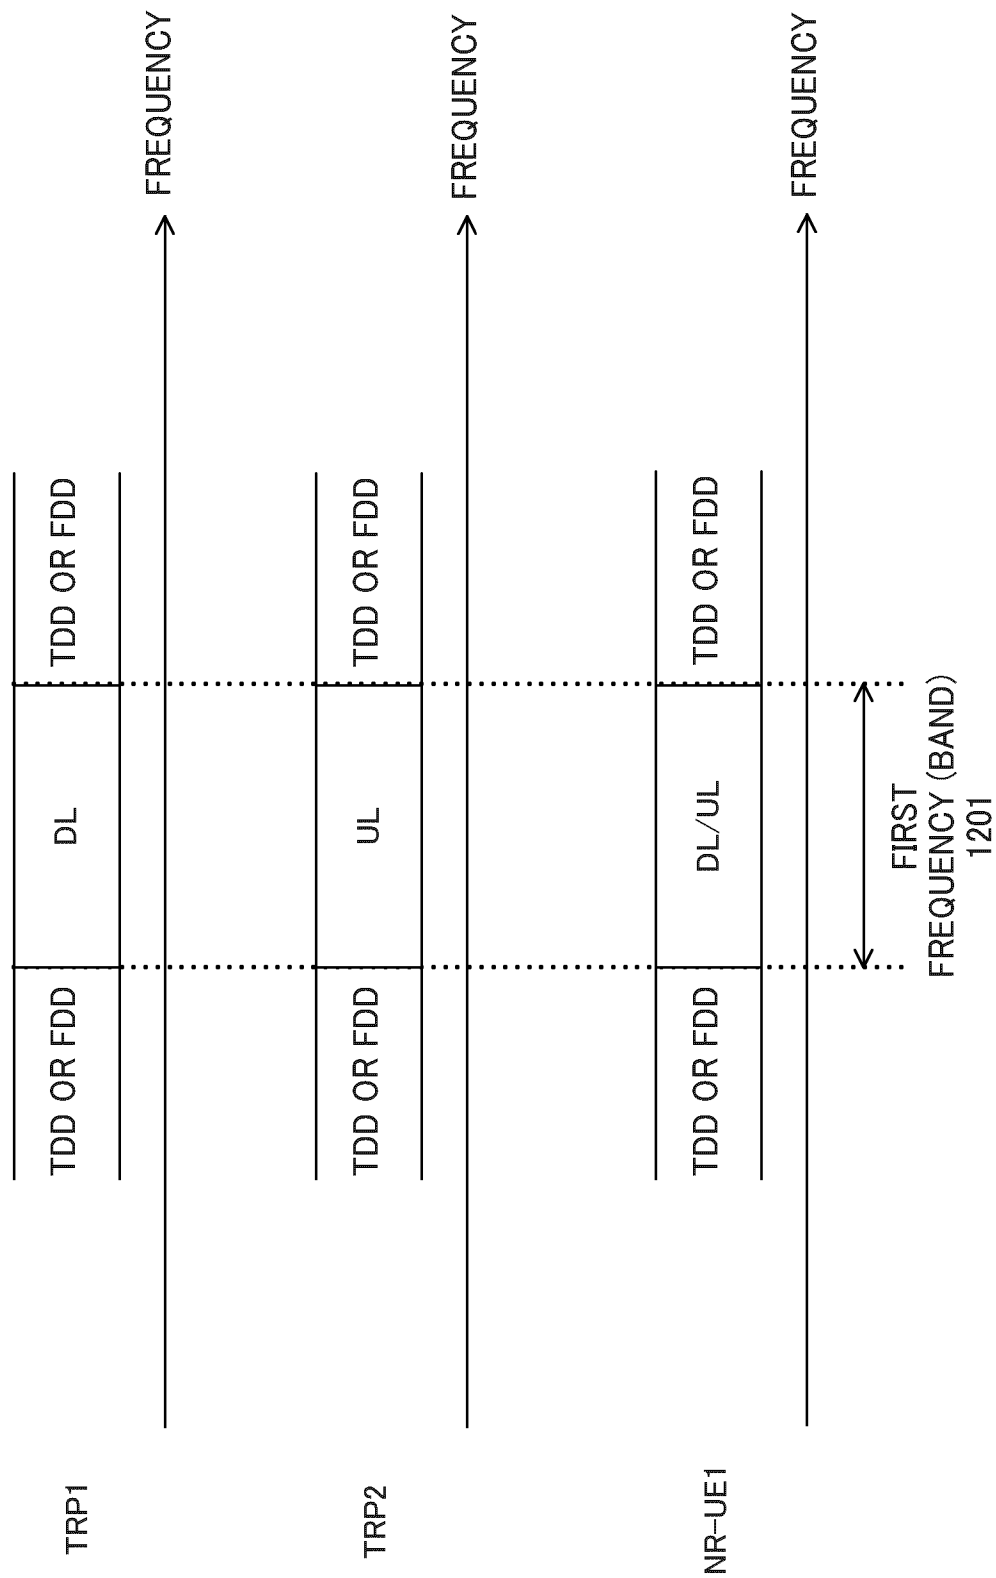 TRP1
TDD OR FDD
DL
TDD OR FDD
FREQUENCY
TRP2
TDD OR FDD
UL
TDD OR FDD
FREQUENCY
NR-UE1
TDD OR FDD
DL/UL
TDD OR FDD
FREQUENCY
FIRST
FREQUENCY (BAND)
1201